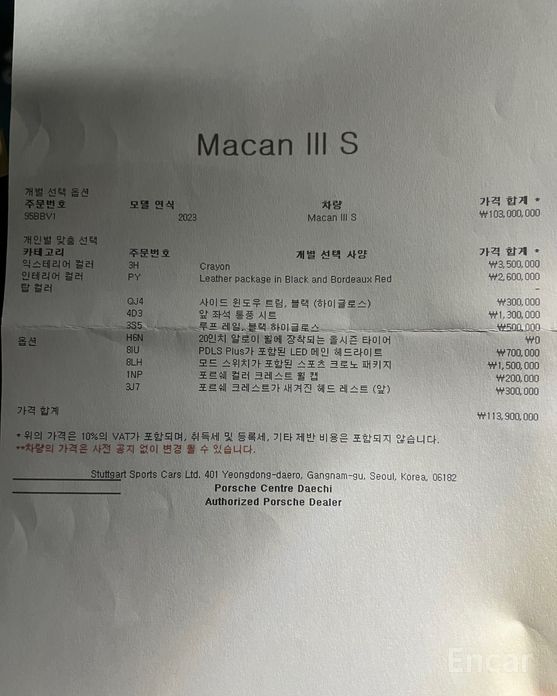 Macan III S
개별 선택 옵션
주문번호 모델 연식 차량 가격 합계 *
95BBVI 2023 Macan III S ₩103,000,000
개인별 맞춤 선택
카테고리 주문번호 개별 선택 사양 가격 합계 *
익스테리어 컬러 3H Crayon ₩3,500,000
인테리어 컬러 PY Leather package in Black and Bordeaux Red ₩2,600,000
탑 컬러 -
QJ4 사이드 윈도우 트림, 블랙 (하이글로스) ₩300,000
4D3 앞 좌석 통풍 시트 ₩1,300,000
3S5 루프 레일, 블랙 하이글로스 ₩500,000
옵션 H6N 20인치 알로이 휠에 장착되는 올시즌 타이어 ₩0
8IU PDLS Plus가 포함된 LED 메인 헤드라이트 ₩700,000
8LH 모드 스위치가 포함된 스포츠 크로노 패키지 ₩1,500,000
1NP 포르쉐 컬러 크레스트 휠 캡 ₩200,000
3J7 포르쉐 크레스트가 새겨진 헤드 레스트 (앞) ₩300,000
가격 합계 ₩113,900,000
* 위의 가격은 10%의 VAT가 포함되며, 취득세 및 등록세, 기타 제반 비용은 포함되지 않습니다.
**차량의 가격은 사전 공지 없이 변경 될 수 있습니다.
Stuttgart Sports Cars Ltd. 401 Yeongdong-daero, Gangnam-gu, Seoul, Korea, 06182
Porsche Centre Daechi
Authorized Porsche Dealer
Encar